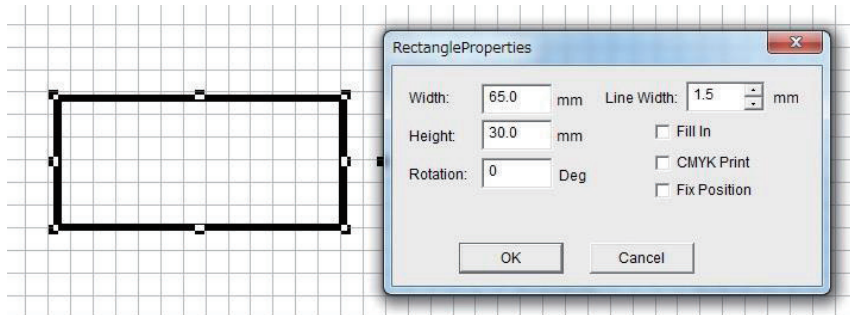 RectangleProperties
Width: 65.0 mm Line Width: 1.5 mm
Height: 30.0 mm Fill In
CMYK Print
Rotation: 0 Deg
Fix Position
OK Cancel